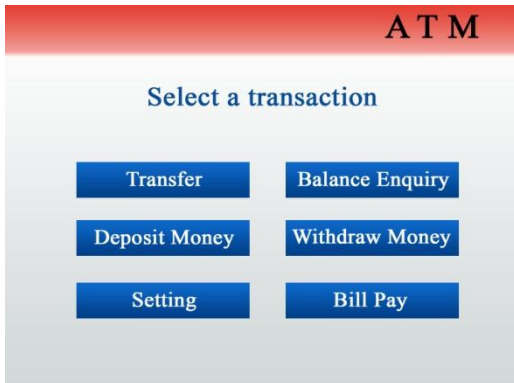 ATM
Select a transaction
Transfer
Balance Enquiry
Deposit Money
Withdraw Money
Setting
Bill Pay